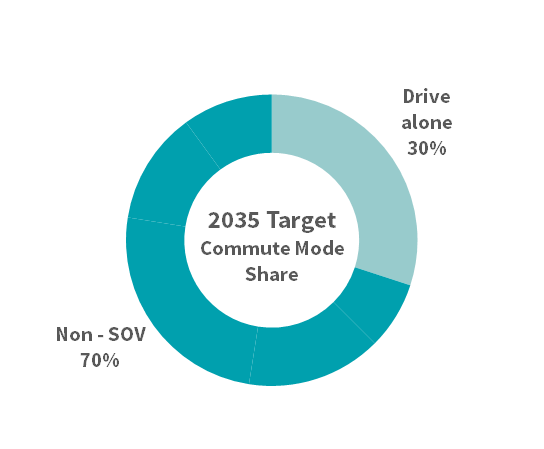 Drive
alone
30%
2035 Target
Commute Mode
Share
Non - SOV
70%